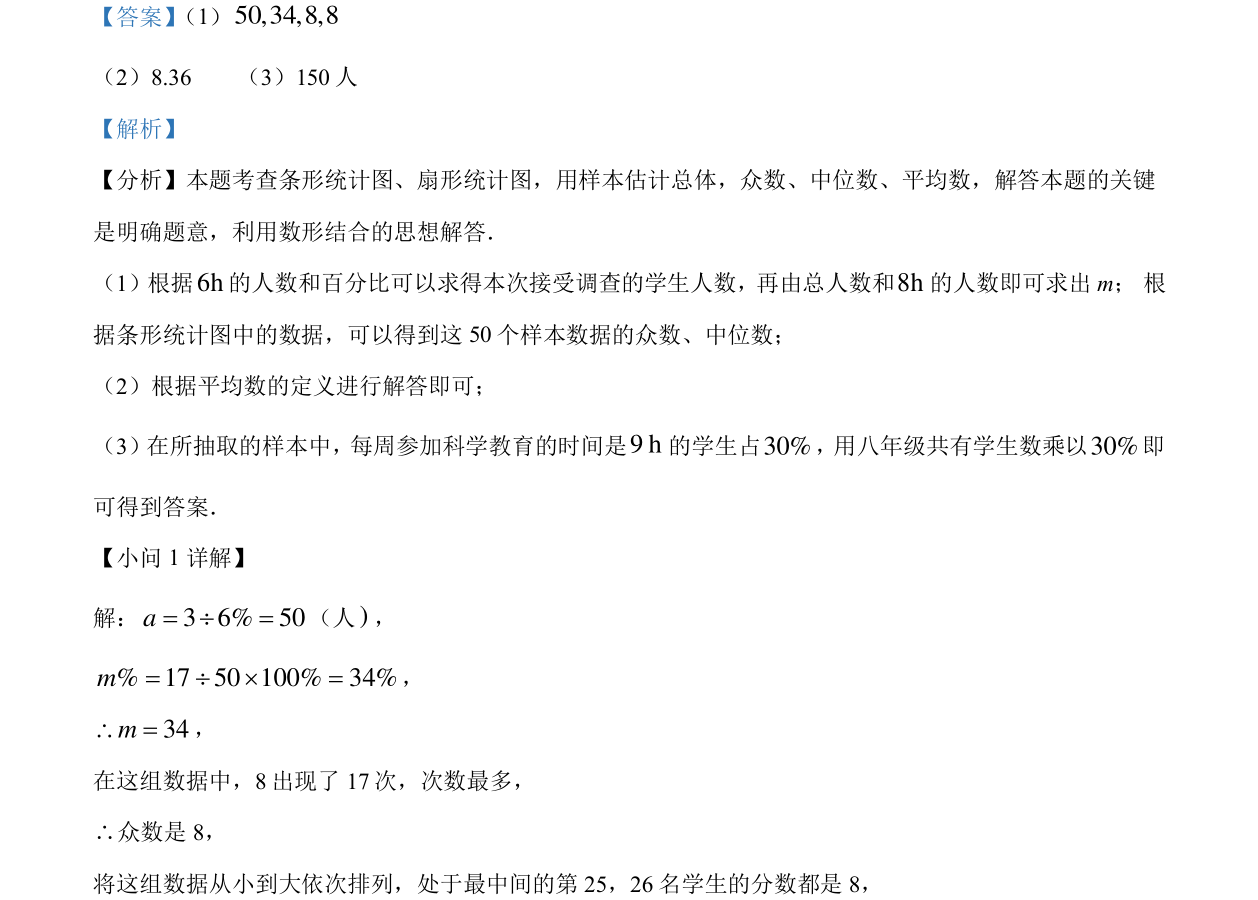 【答案】（1）50,34,8,8
（2）8.36 （3）150 人
【解析】
【分析】本题考查条形统计图、扇形统计图，用样本估计总体，众数、中位数、平均数，解答本题的关键
是明确题意，利用数形结合的思想解答．
（1）根据 6h 的人数和百分比可以求得本次接受调查的学生人数，再由总人数和 8h 的人数即可求出 m； 根
据条形统计图中的数据，可以得到这 50 个样本数据的众数、中位数；
（2）根据平均数的定义进行解答即可；
（3）在所抽取的样本中，每周参加科学教育的时间是 9 h 的学生占 30%，用八年级共有学生数乘以 30% 即
可得到答案．
【小问 1 详解】
解：a = 3 ÷ 6% = 50（人），
m% = 17 ÷ 50 × 100% = 34%，
∴ m = 34，
在这组数据中，8 出现了 17 次，次数最多，
∴ 众数是 8，
将这组数据从小到大依次排列，处于最中间的第 25，26 名学生的分数都是 8，